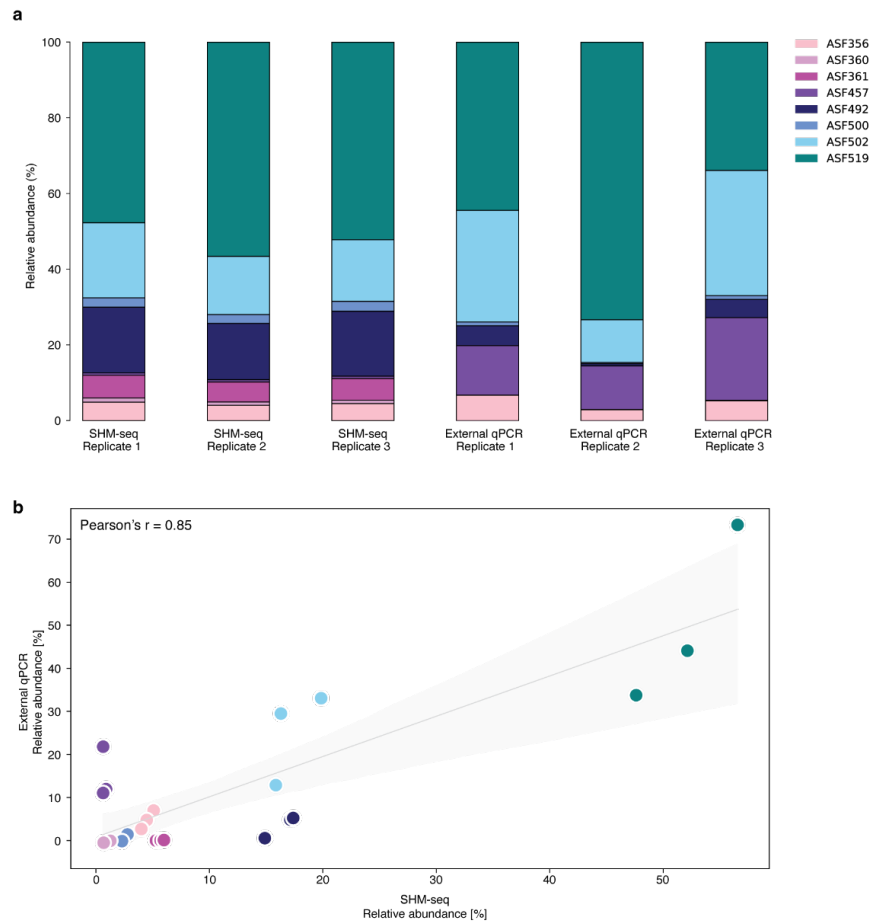 a
100
80
60
40
20
0
Relative abundance (%)
SHM-seq
Replicate 1
SHM-seq
Replicate 2
SHM-seq
Replicate 3
External qPCR
Replicate 1
External qPCR
Replicate 2
External qPCR
Replicate 3
ASF356
ASF360
ASF361
ASF457
ASF492
ASF500
ASF502
ASF519
b
Pearson's r = 0.85
70
60
50
40
30
20
10
0
External qPCR
Relative abundance [%]
0
10
20
30
40
50
SHM-seq
Relative abundance [%]